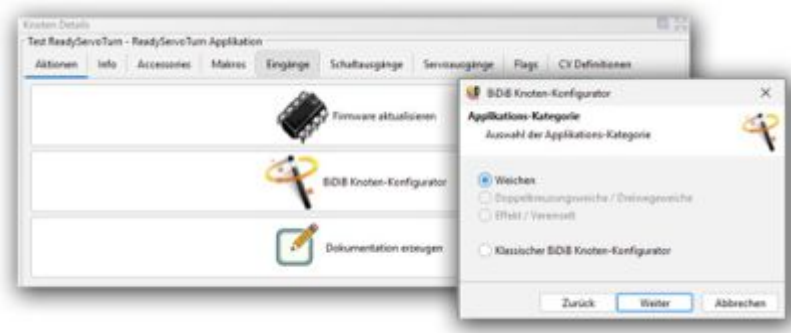 Knoten Details
Test ReadyServoTurn - ReadyServoTurn Applikation
Aktionen Info Accessories Makros Eingänge Schaltausgänge Servoausgänge Flags CV Definitionen
Firmware aktualisieren
BiDiB Knoten-Konfigurator
Dokumentation erzeugen
BiDiB Knoten-Konfigurator
Applikations-Kategorie
Auswahl der Applikations-Kategorie
Weichen
Doppelkreuzungsweiche / Dreiwegeweiche
Effekt / Vereinzelt
Klassischer BiDiB Knoten-Konfigurator
Zurück Weiter Abbrechen